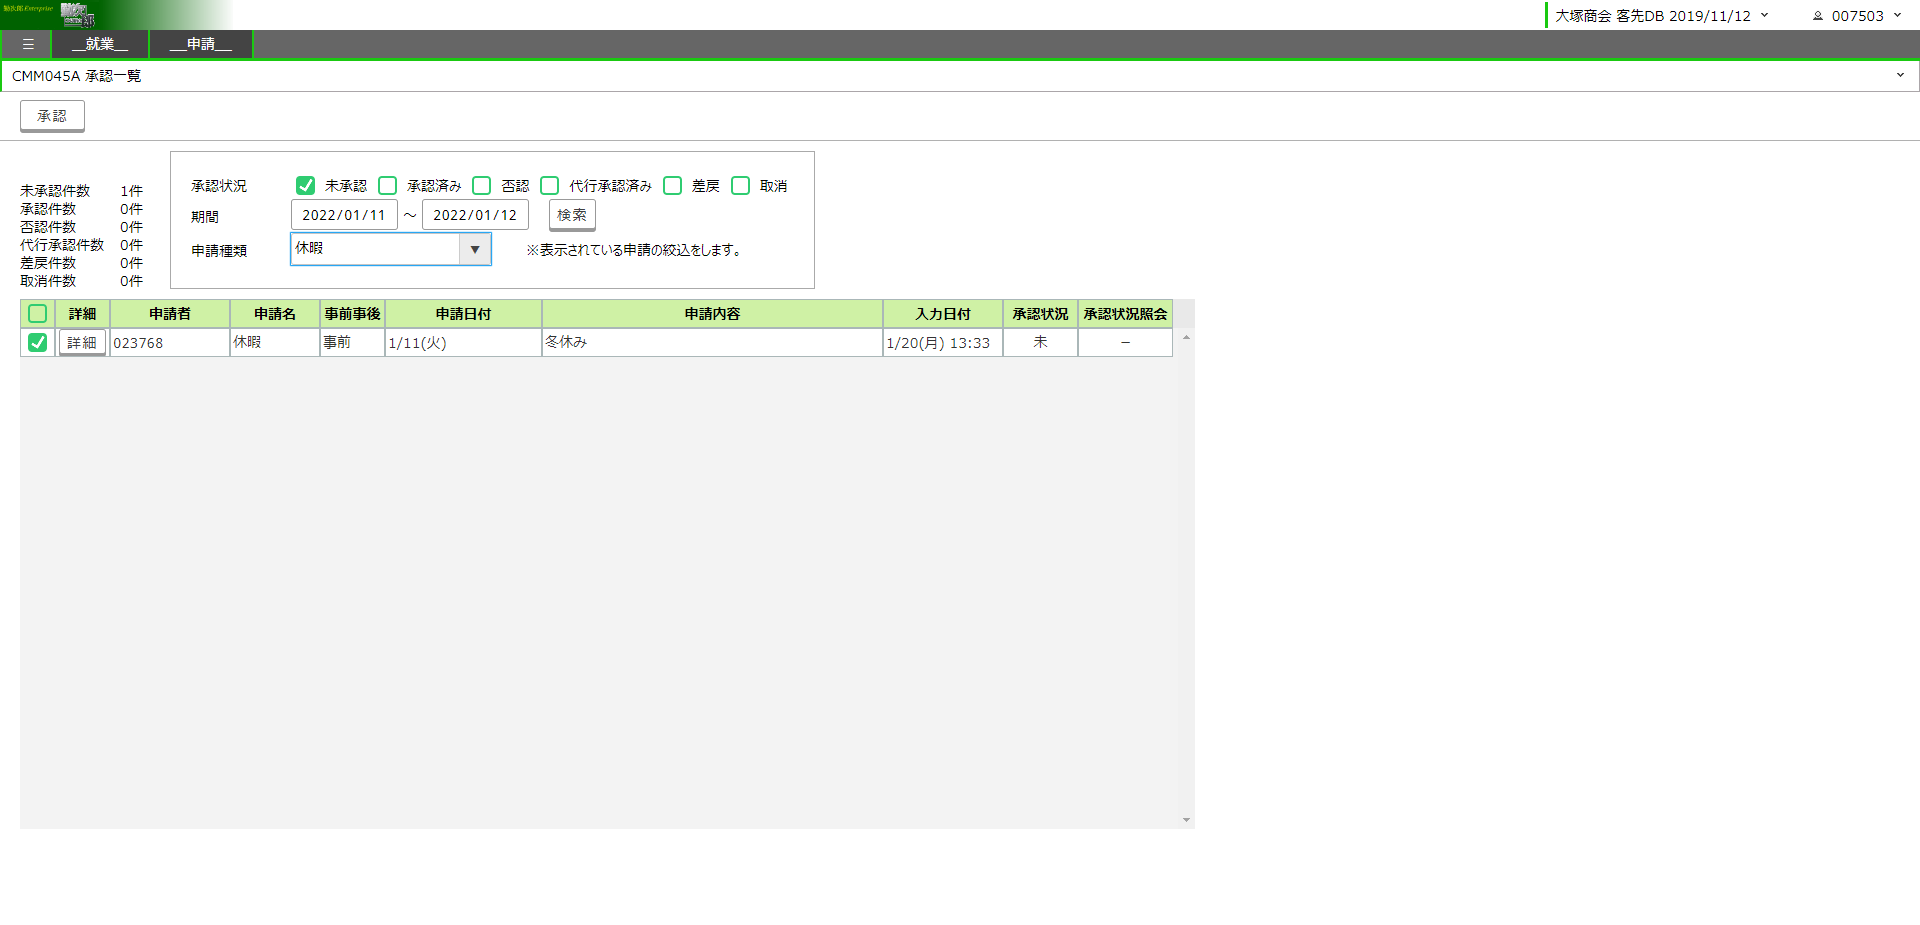 勤次郎 Enterprise
大塚商会 客先DB 2019/11/12
007503
__就業__ __申請__
CMM045A 承認一覧
承認
未承認件数 1件
承認件数 0件
否認件数 0件
代行承認件数 0件
差戻件数 0件
取消件数 0件
承認状況 未承認 承認済み 否認 代行承認済み 差戻 取消
期間 2022/01/11 ～ 2022/01/12 検索
申請種類 休暇 ▼ ※表示されている申請の絞込をします。
詳細 申請者 申請名 事前事後 申請日付 申請内容 入力日付 承認状況 承認状況照会
詳細 023768 休暇 事前 1/11(火) 冬休み 1/20(月) 13:33 未 －